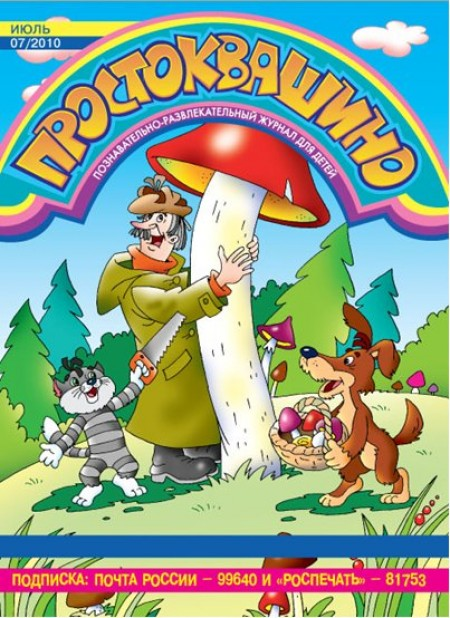 ИЮЛЬ
07/2010
ПРОСТОКВАШИНО
ПОЗНАВАТЕЛЬНО-РАЗВЛЕКАТЕЛЬНЫЙ ЖУРНАЛ ДЛЯ ДЕТЕЙ
ПОДПИСКА: ПОЧТА РОССИИ – 99640 И «РОСПЕЧАТЬ» – 81753